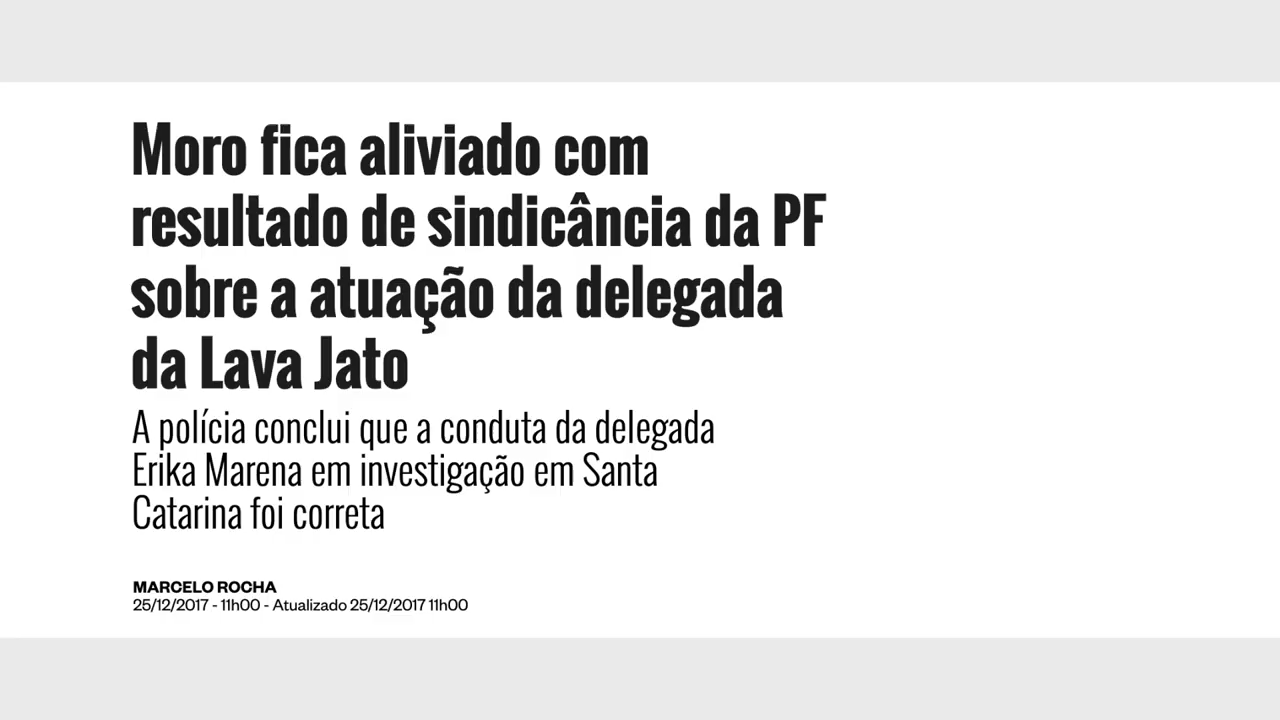 Moro fica aliviado com
resultado de sindicância da PF
sobre a atuação da delegada
da Lava Jato
A polícia conclui que a conduta da delegada
Erika Marena em investigação em Santa
Catarina foi correta
MARCELO ROCHA
25/12/2017 - 11h00 - Atualizado 25/12/2017 11h00